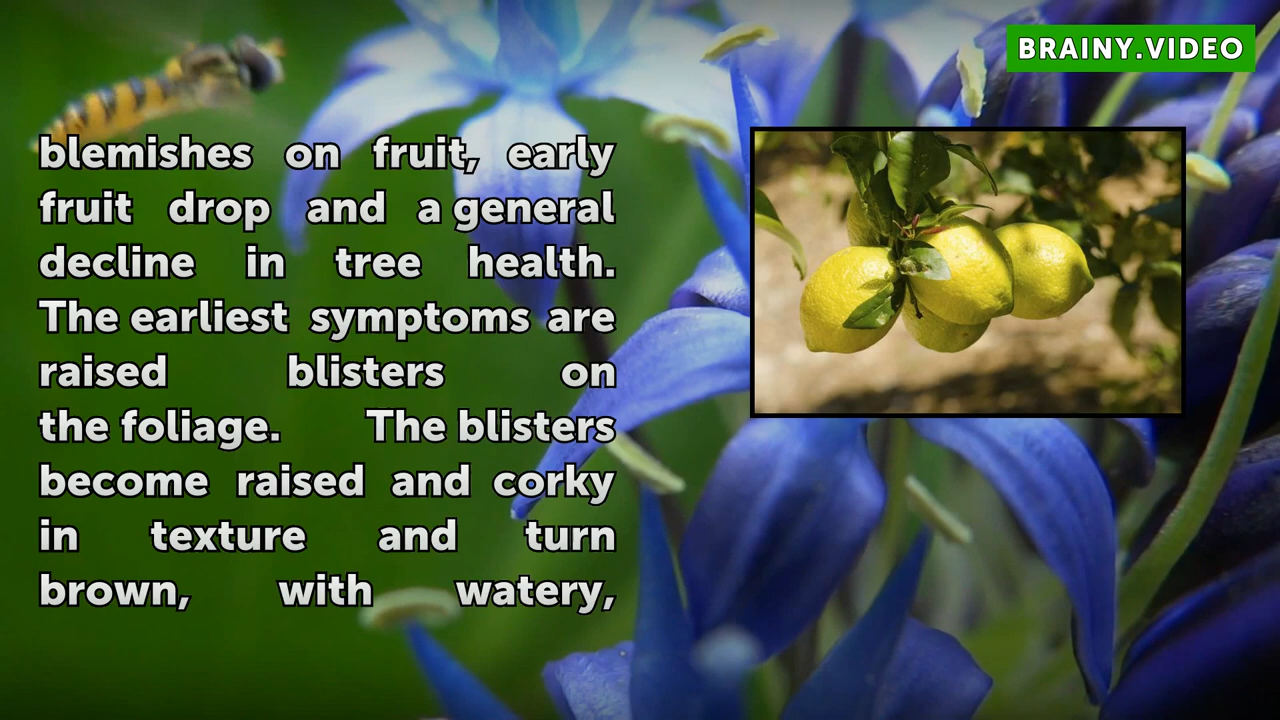 BRAINY.VIDEO
blemishes on fruit, early
fruit drop and a general
decline in tree health.
The earliest symptoms are
raised blisters on
the foliage. The blisters
become raised and corky
in texture and turn
brown, with watery,